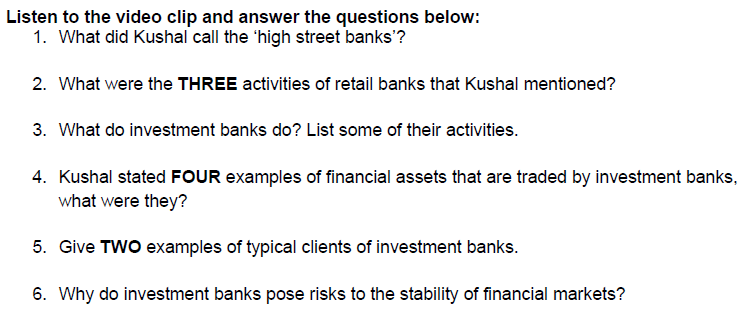 Listen to the video clip and answer the questions below:
1. What did Kushal call the ‘high street banks’?
2. What were the THREE activities of retail banks that Kushal mentioned?
3. What do investment banks do? List some of their activities.
4. Kushal stated FOUR examples of financial assets that are traded by investment banks,
what were they?
5. Give TWO examples of typical clients of investment banks.
6. Why do investment banks pose risks to the stability of financial markets?